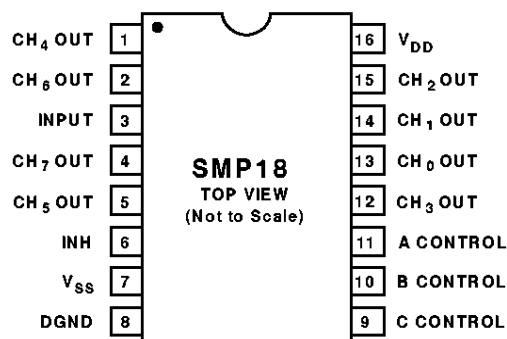 CH4 OUT 1 16 VDD
CH6 OUT 2 15 CH2 OUT
INPUT 3 14 CH1 OUT
CH7 OUT 4 13 CH0 OUT
SMP18
TOP VIEW
(Not to Scale)
CH5 OUT 5 12 CH3 OUT
INH 6 11 A CONTROL
VSS 7 10 B CONTROL
DGND 8 9 C CONTROL